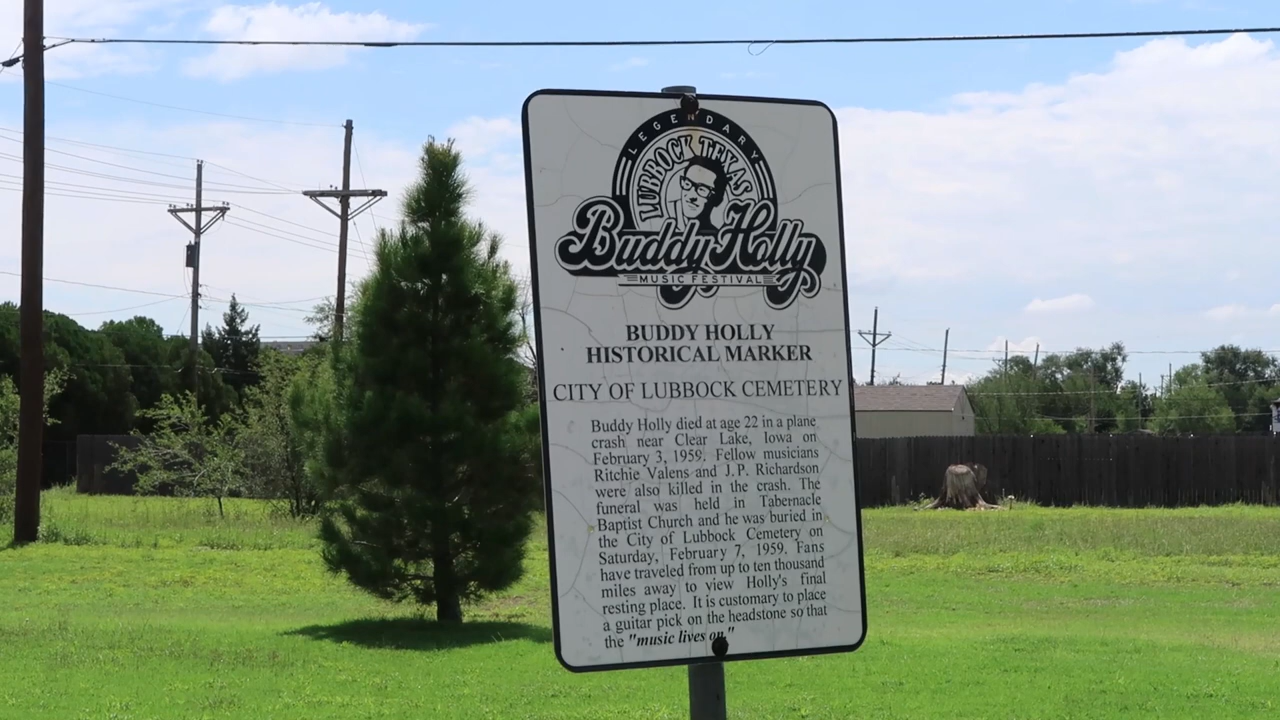 LEGENDARY
LUBBOCK TEXAS
Buddy Holly
MUSIC FESTIVAL
BUDDY HOLLY
HISTORICAL MARKER
CITY OF LUBBOCK CEMETERY
Buddy Holly died at age 22 in a plane
crash near Clear Lake, Iowa on
February 3, 1959. Fellow musicians
Ritchie Valens and J.P. Richardson
were also killed in the crash. The
funeral was held in Tabernacle
Baptist Church and he was buried in
the City of Lubbock Cemetery on
Saturday, February 7, 1959. Fans
have traveled from up to ten thousand
miles away to view Holly's final
resting place. It is customary to place
a guitar pick on the headstone so that
the "music lives on."